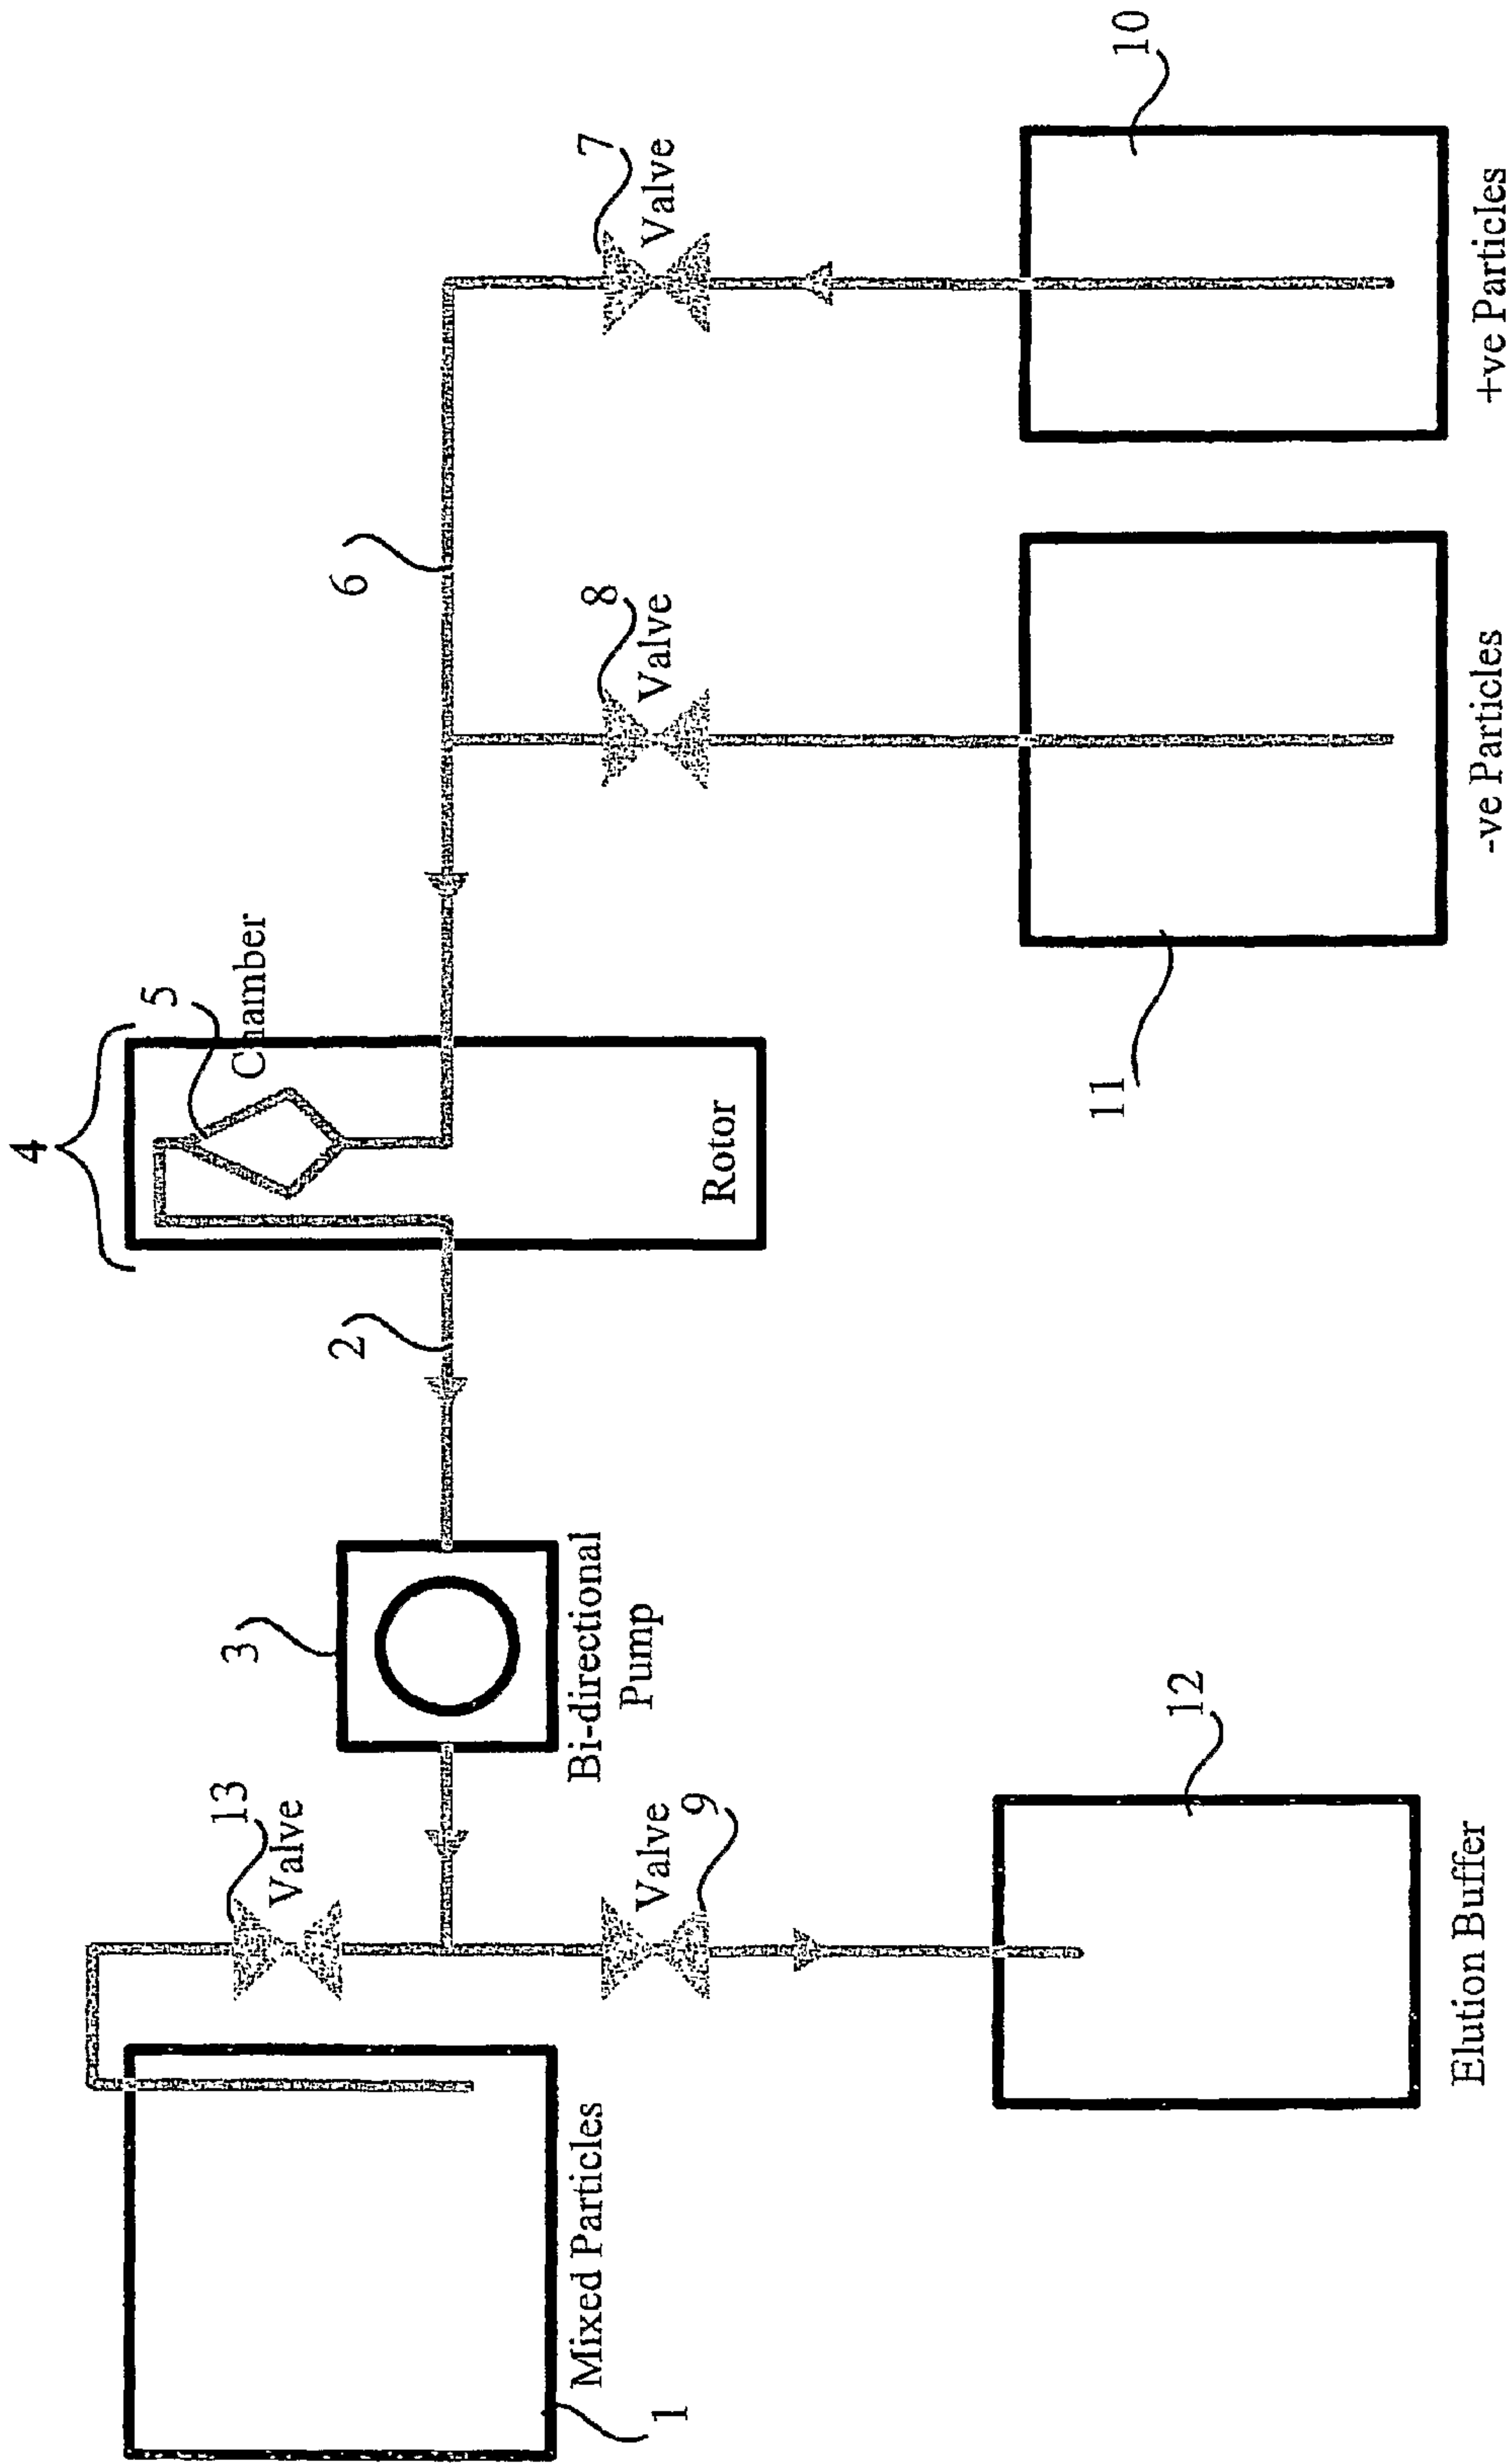 4
5
Chamber
Rotor
6
7
Valve
8
Valve
10
+ve Particles
11
-ve Particles
2
3
Bi-directional
Pump
13
Valve
Valve
9
12
Elution Buffer
Mixed Particles
1